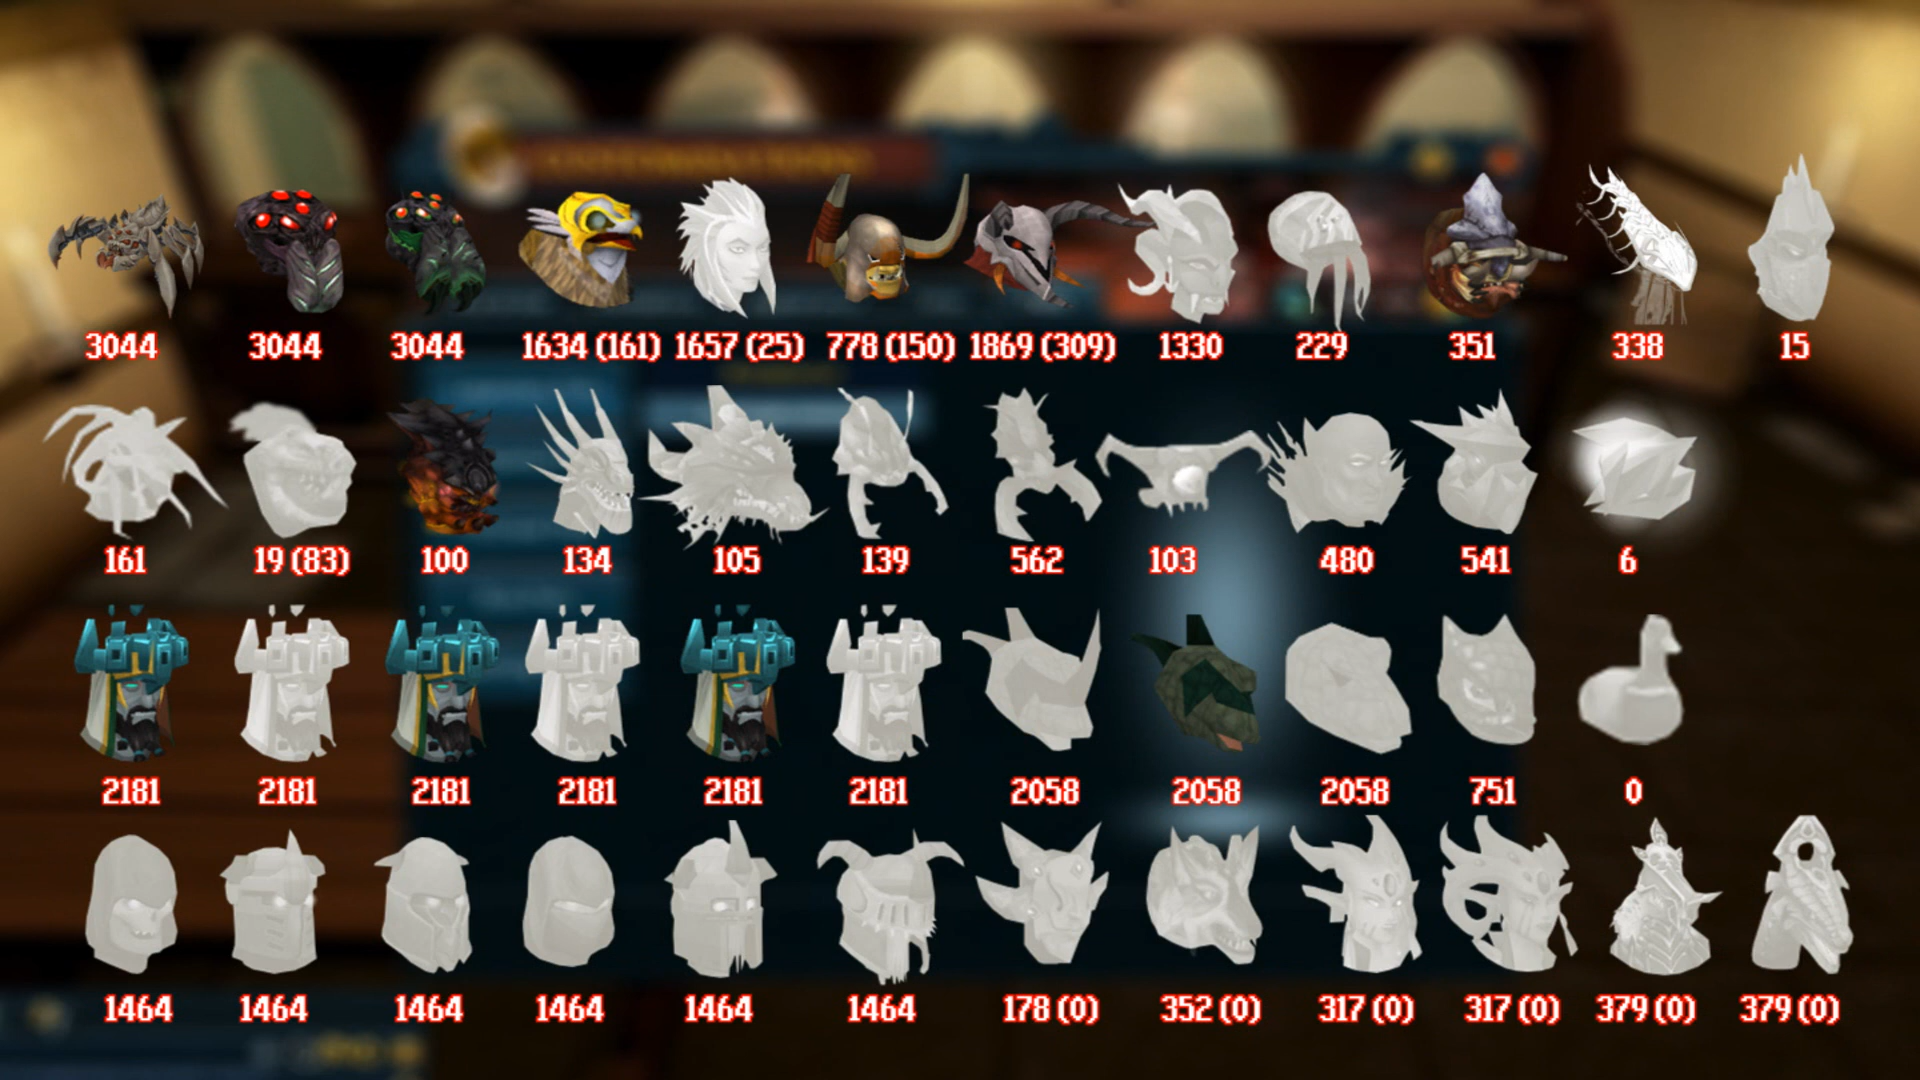 3044 3044 3044 1634 (161) 1657 (25) 778 (150) 1869 (309) 1330 229 351 338 15
161 19 (83) 100 134 105 139 562 103 480 541 6
2181 2181 2181 2181 2181 2181 2058 2058 2058 751 0
1464 1464 1464 1464 1464 1464 178 (0) 352 (0) 317 (0) 317 (0) 379 (0) 379 (0)